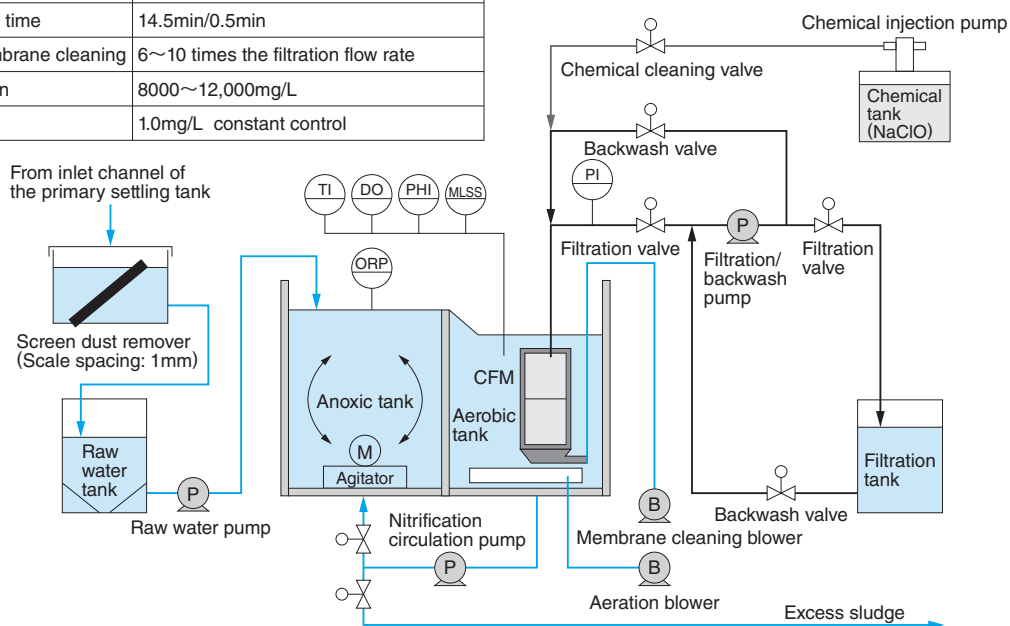 time 14.5min/0.5min
brane cleaning 6～10 times the filtration flow rate
n 8000～12,000mg/L
1.0mg/L constant control
Chemical injection pump
Chemical cleaning valve
Chemical
tank
(NaClO)
Backwash valve
From inlet channel of
the primary settling tank
TI
DO
PHI
MLSS
PI
Filtration valve
P
Filtration/
backwash
pump
Filtration
valve
ORP
Screen dust remover
(Scale spacing: 1mm)
CFM
Anoxic tank
Aerobic
tank
M
Agitator
Raw
water
tank
P
Raw water pump
Filtration
tank
Backwash valve
B
Membrane cleaning blower
Nitrification
circulation pump
P
B
Aeration blower
Excess sludge